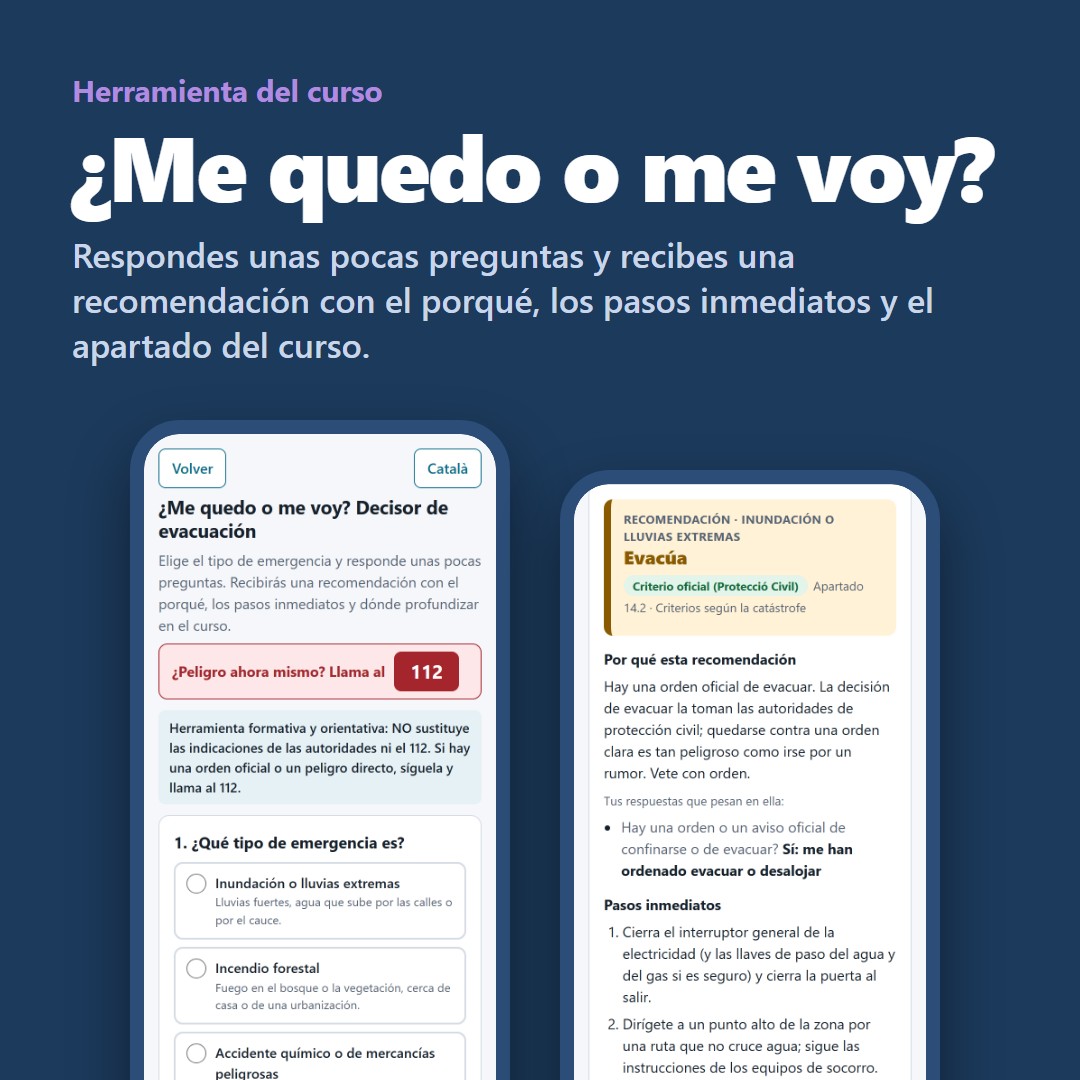 Herramienta del curso
¿Me quedo o me voy?
Respondes unas pocas preguntas y recibes una
recomendación con el porqué, los pasos inmediatos y el
apartado del curso.
Volver
Català
¿Me quedo o me voy? Decisor de
evacuación
Elige el tipo de emergencia y responde unas pocas
preguntas. Recibirás una recomendación con el
porqué, los pasos inmediatos y dónde profundizar
en el curso.
¿Peligro ahora mismo? Llama al 112
Herramienta formativa y orientativa: NO sustituye
las indicaciones de las autoridades ni el 112. Si hay
una orden oficial o un peligro directo, síguela y
llama al 112.
1. ¿Qué tipo de emergencia es?
Inundación o lluvias extremas
Lluvias fuertes, agua que sube por las calles o
por el cauce.
Incendio forestal
Fuego en el bosque o la vegetación, cerca de
casa o de una urbanización.
Accidente químico o de mercancías
peligrosas
RECOMENDACIÓN · INUNDACIÓN O
LLUVIAS EXTREMAS
Evacúa
Criterio oficial (Protecció Civil) Apartado
14.2 · Criterios según la catástrofe
Por qué esta recomendación
Hay una orden oficial de evacuar. La decisión
de evacuar la toman las autoridades de
protección civil; quedarse contra una orden
clara es tan peligroso como irse por un
rumor. Vete con orden.
Tus respuestas que pesan en ella:
• Hay una orden o un aviso oficial de
confinarse o de evacuar? Sí: me han
ordenado evacuar o desalojar
Pasos inmediatos
1. Cierra el interruptor general de la
electricidad (y las llaves de paso del agua y
del gas si es seguro) y cierra la puerta al
salir.
2. Dirígete a un punto alto de la zona por
una ruta que no cruce agua; sigue las
instrucciones de los equipos de socorro.